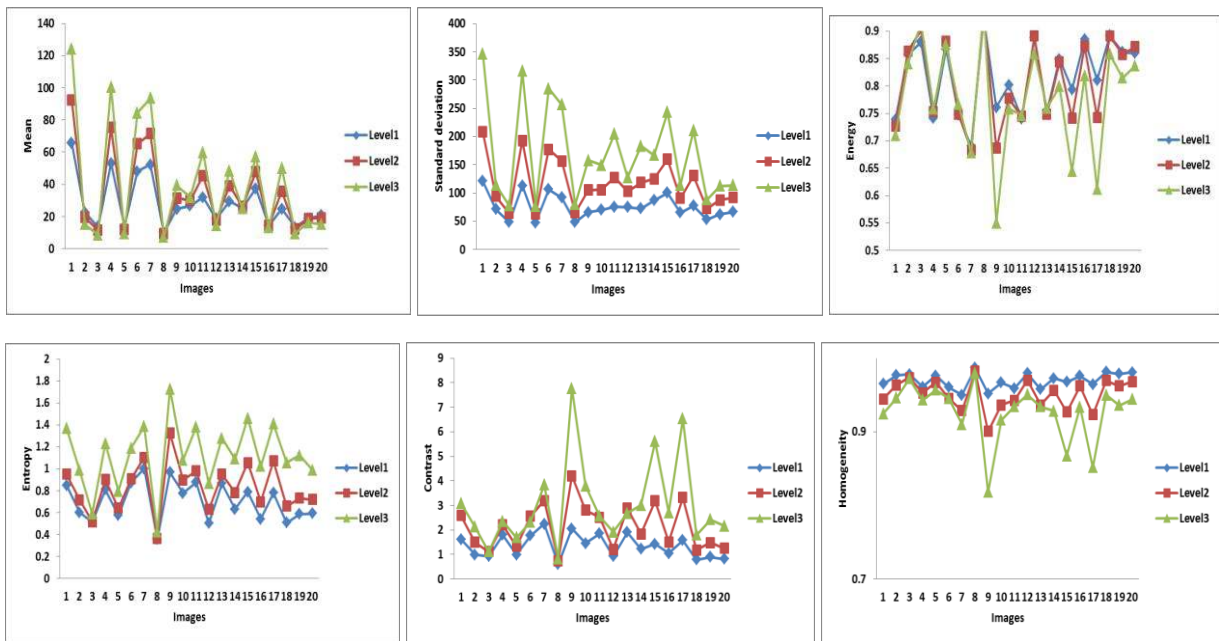 140
120
100
80
60
40
20
0
Mean
1 2 3 4 5 6 7 8 9 10 11 12 13 14 15 16 17 18 19 20
Images
Level1
Level2
Level3
400
350
300
250
200
150
100
50
0
Standard deviation
1 2 3 4 5 6 7 8 9 10 11 12 13 14 15 16 17 18 19 20
Images
Level1
Level2
Level3
0.9
0.85
0.8
0.75
0.7
0.65
0.6
0.55
0.5
Energy
1 2 3 4 5 6 7 8 9 10 11 12 13 14 15 16 17 18 19 20
Images
Level1
Level2
Level3
2
1.8
1.6
1.4
1.2
1
0.8
0.6
0.4
0.2
0
Entropy
1 2 3 4 5 6 7 8 9 10 11 12 13 14 15 16 17 18 19 20
Images
Level1
Level2
Level3
9
8
7
6
5
4
3
2
1
0
Contrast
1 2 3 4 5 6 7 8 9 10 11 12 13 14 15 16 17 18 19 20
Images
Level1
Level2
Level3
0.9
0.7
Homogeneity
1 2 3 4 5 6 7 8 9 10 11 12 13 14 15 16 17 18 19 20
Images
Level1
Level2
Level3